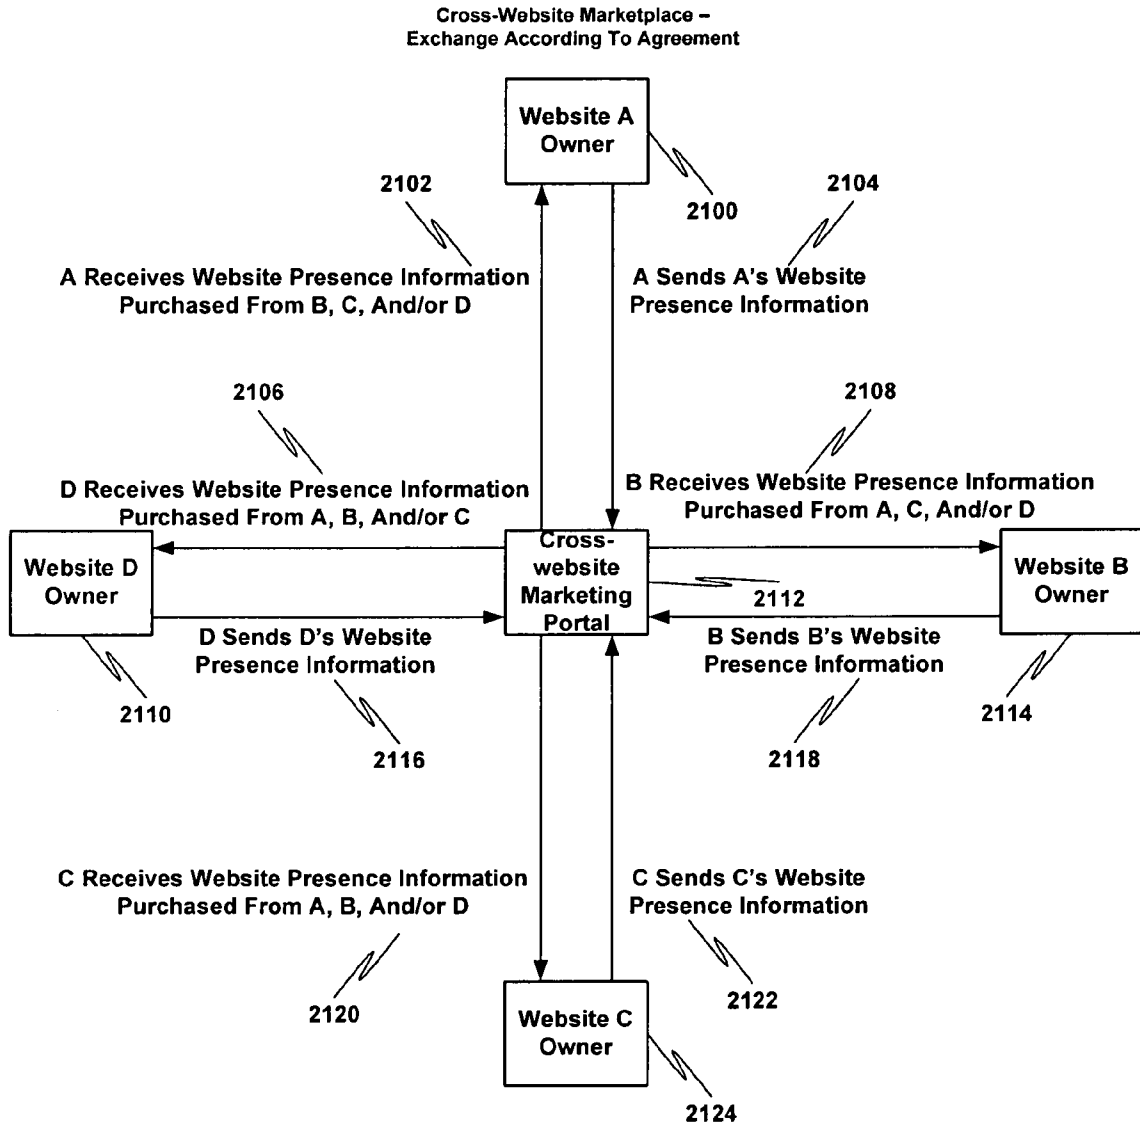 Cross-Website Marketplace –
Exchange According To Agreement
Website A
Owner
2102
2104
2100
A Receives Website Presence Information
Purchased From B, C, And/or D
A Sends A's Website
Presence Information
2106
2108
D Receives Website Presence Information
Purchased From A, B, And/or C
B Receives Website Presence Information
Purchased From A, C, And/or D
Website D
Owner
Cross-
website
Marketing
Portal
2112
Website B
Owner
D Sends D's Website
Presence Information
B Sends B's Website
Presence Information
2110
2116
2118
2114
C Receives Website Presence Information
Purchased From A, B, And/or D
C Sends C's Website
Presence Information
2120
2122
Website C
Owner
2124